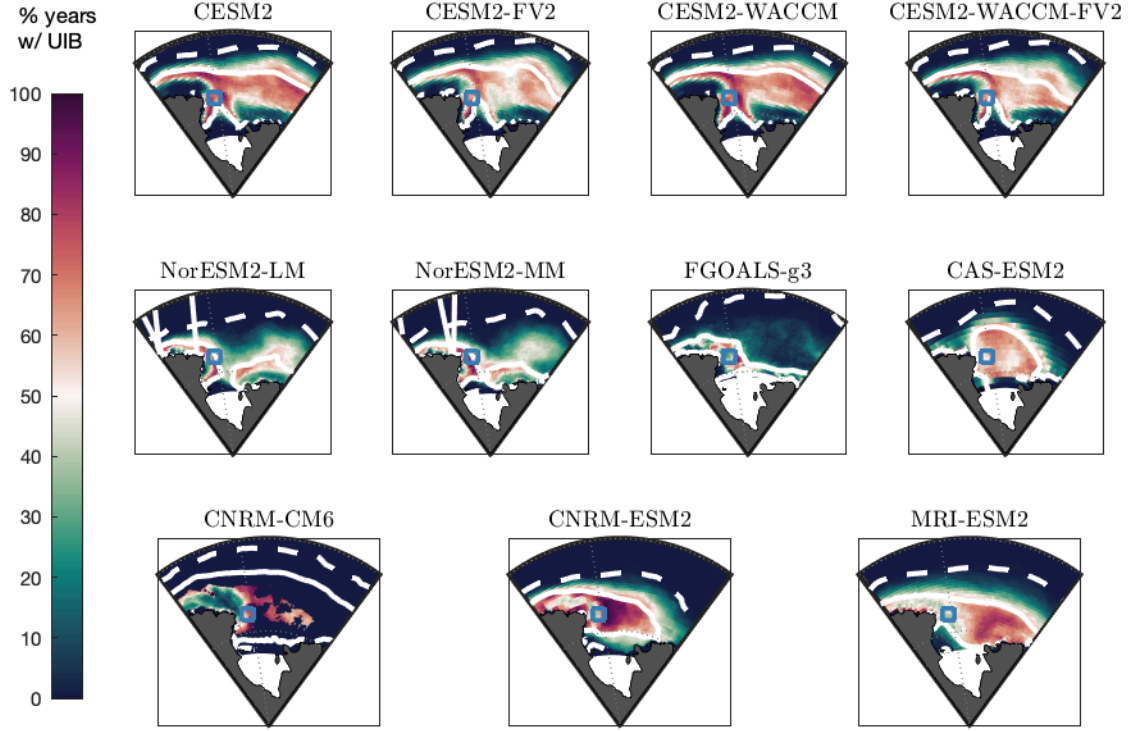 % years
w/ UIB
CESM2
CESM2-FV2
CESM2-WACCM
CESM2-WACCM-FV2
100
90
80
70
60
50
40
30
20
10
0
NorESM2-LM
NorESM2-MM
FGOALS-g3
CAS-ESM2
CNRM-CM6
CNRM-ESM2
MRI-ESM2